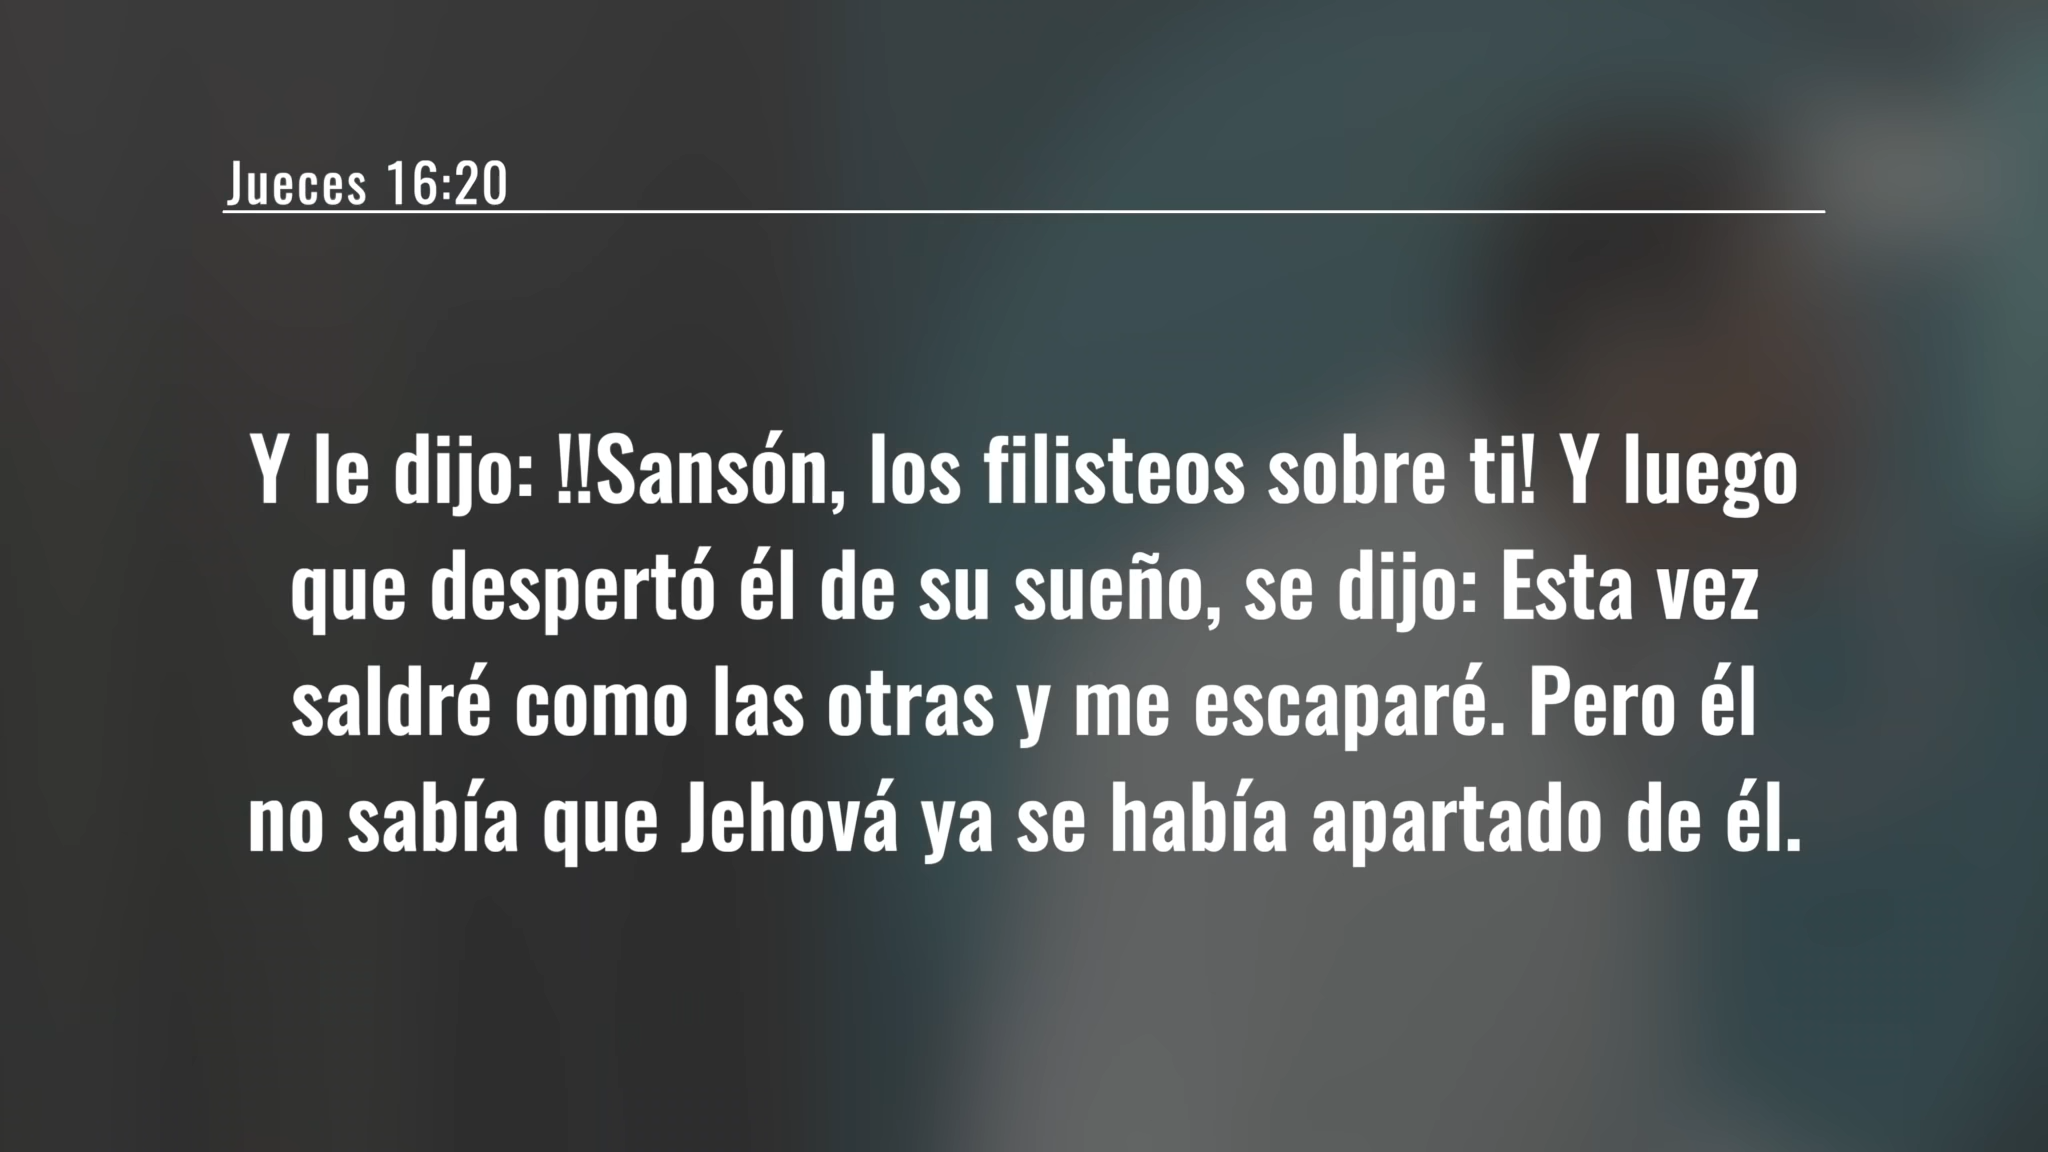 Jueces 16:20
Y le dijo: !!Sansón, los filisteos sobre ti! Y luego
que despertó él de su sueño, se dijo: Esta vez
saldré como las otras y me escaparé. Pero él
no sabía que Jehová ya se había apartado de él.